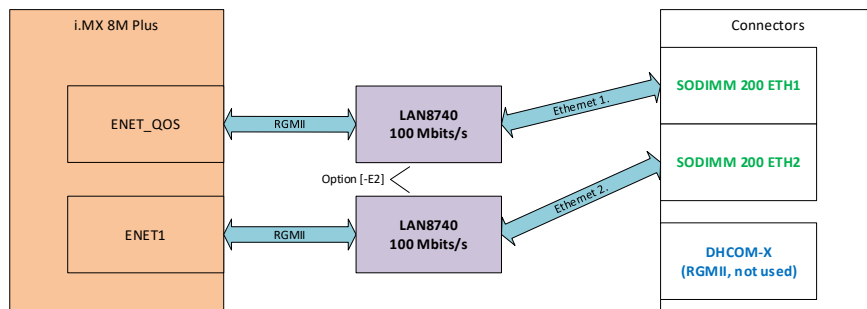 i.MX 8M Plus
Connectors
ENET_QOS
RGMII
LAN8740
100 Mbits/s
Ethernet 1.
SODIMM 200 ETH1
SODIMM 200 ETH2
Option [-E2]
Ethernet 2.
ENET1
RGMII
LAN8740
100 Mbits/s
DHCOM-X
(RGMII, not used)